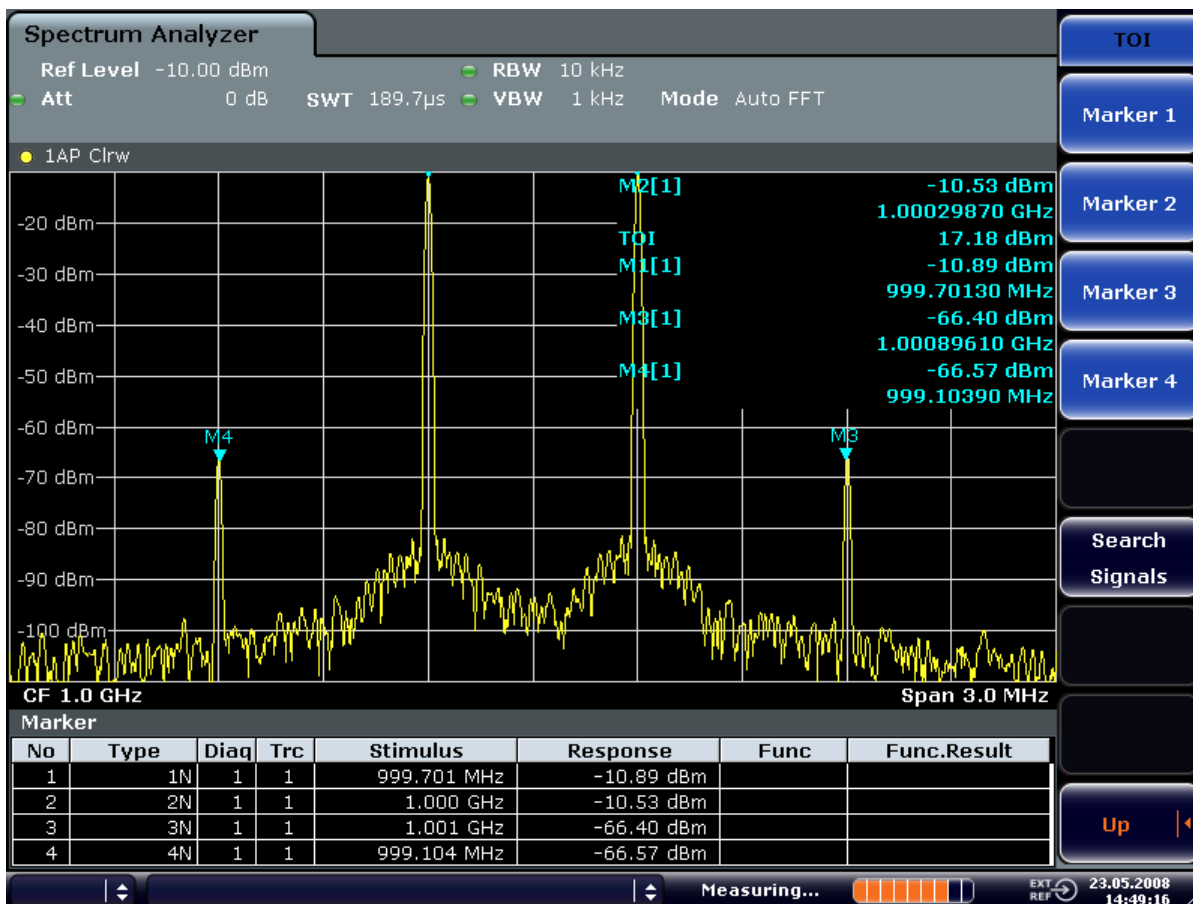 Spectrum Analyzer
Ref Level -10.00 dBm RBW 10 kHz
Att 0 dB SWT 189.7µs VBW 1 kHz Mode Auto FFT
1AP Clrw
M2[1] -10.53 dBm
1.00029870 GHz
TOI 17.18 dBm
M1[1] -10.89 dBm
999.70130 MHz
M3[1] -66.40 dBm
1.00089610 GHz
M4[1] -66.57 dBm
999.10390 MHz
-20 dBm
-30 dBm
-40 dBm
-50 dBm
-60 dBm
-70 dBm
-80 dBm
-90 dBm
-100 dBm
M4
M3
CF 1.0 GHz Span 3.0 MHz
Marker
No Type Diaq Trc Stimulus Response Func Func.Result
1 1N 1 1 999.701 MHz -10.89 dBm
2 2N 1 1 1.000 GHz -10.53 dBm
3 3N 1 1 1.001 GHz -66.40 dBm
4 4N 1 1 999.104 MHz -66.57 dBm
Measuring...
EXT
REF
23.05.2008
14:49:16
TOI
Marker 1
Marker 2
Marker 3
Marker 4
Search
Signals
Up